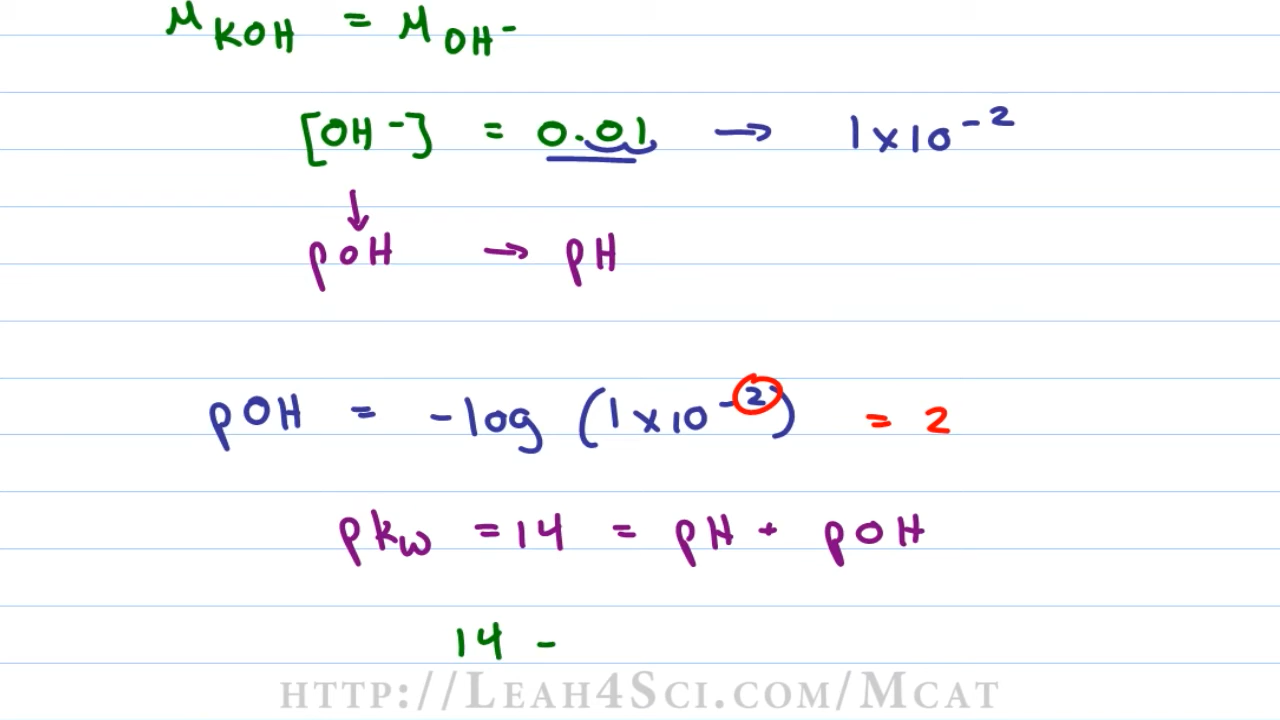 M KOH = M OH-
[OH-] = 0.01 → 1x10^-2
↓
pOH → pH
pOH = -log (1x10^-2) = 2
pkw = 14 = pH + pOH
14 -
HTTP://LEAH4SCI.COM/MCAT